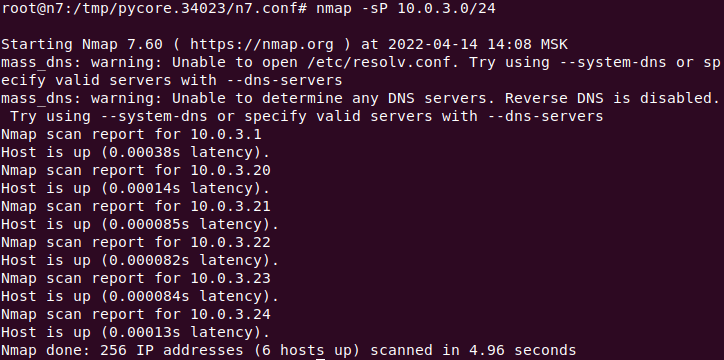 root@n7:/tmp/pycore.34023/n7.conf# nmap -sP 10.0.3.0/24

Starting Nmap 7.60 ( https://nmap.org ) at 2022-04-14 14:08 MSK
mass_dns: warning: Unable to open /etc/resolv.conf. Try using --system-dns or sp
ecify valid servers with --dns-servers
mass_dns: warning: Unable to determine any DNS servers. Reverse DNS is disabled.
 Try using --system-dns or specify valid servers with --dns-servers
Nmap scan report for 10.0.3.1
Host is up (0.00038s latency).
Nmap scan report for 10.0.3.20
Host is up (0.00014s latency).
Nmap scan report for 10.0.3.21
Host is up (0.000085s latency).
Nmap scan report for 10.0.3.22
Host is up (0.000082s latency).
Nmap scan report for 10.0.3.23
Host is up (0.000084s latency).
Nmap scan report for 10.0.3.24
Host is up (0.00013s latency).
Nmap done: 256 IP addresses (6 hosts up) scanned in 4.96 seconds